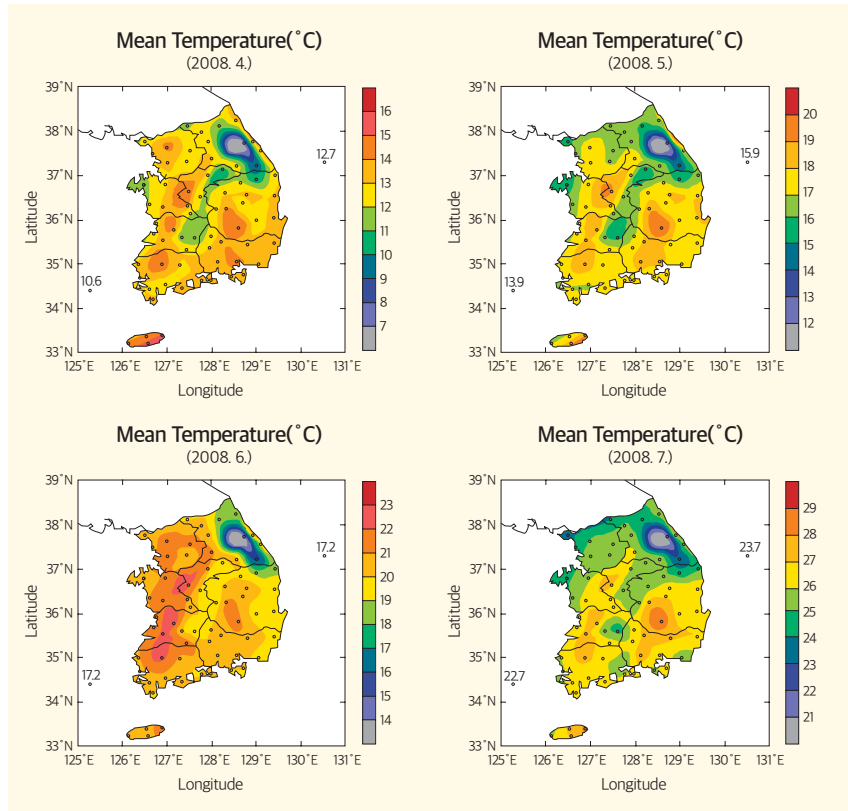 Mean Temperature(˚C)
(2008. 4.)
39˚N
38˚N
37˚N
36˚N
35˚N
34˚N
33˚N
Latitude
12.7
10.6
16
15
14
13
12
11
10
9
8
7
125˚E 126˚E 127˚E 128˚E 129˚E 130˚E 131˚E
Longitude
Mean Temperature(˚C)
(2008. 5.)
39˚N
38˚N
37˚N
36˚N
35˚N
34˚N
33˚N
Latitude
15.9
13.9
20
19
18
17
16
15
14
13
12
125˚E 126˚E 127˚E 128˚E 129˚E 130˚E 131˚E
Longitude
Mean Temperature(˚C)
(2008. 6.)
39˚N
38˚N
37˚N
36˚N
35˚N
34˚N
33˚N
Latitude
17.2
17.2
23
22
21
20
19
18
17
16
15
14
125˚E 126˚E 127˚E 128˚E 129˚E 130˚E 131˚E
Longitude
Mean Temperature(˚C)
(2008. 7.)
39˚N
38˚N
37˚N
36˚N
35˚N
34˚N
33˚N
Latitude
23.7
22.7
29
28
27
26
25
24
23
22
21
125˚E 126˚E 127˚E 128˚E 129˚E 130˚E 131˚E
Longitude